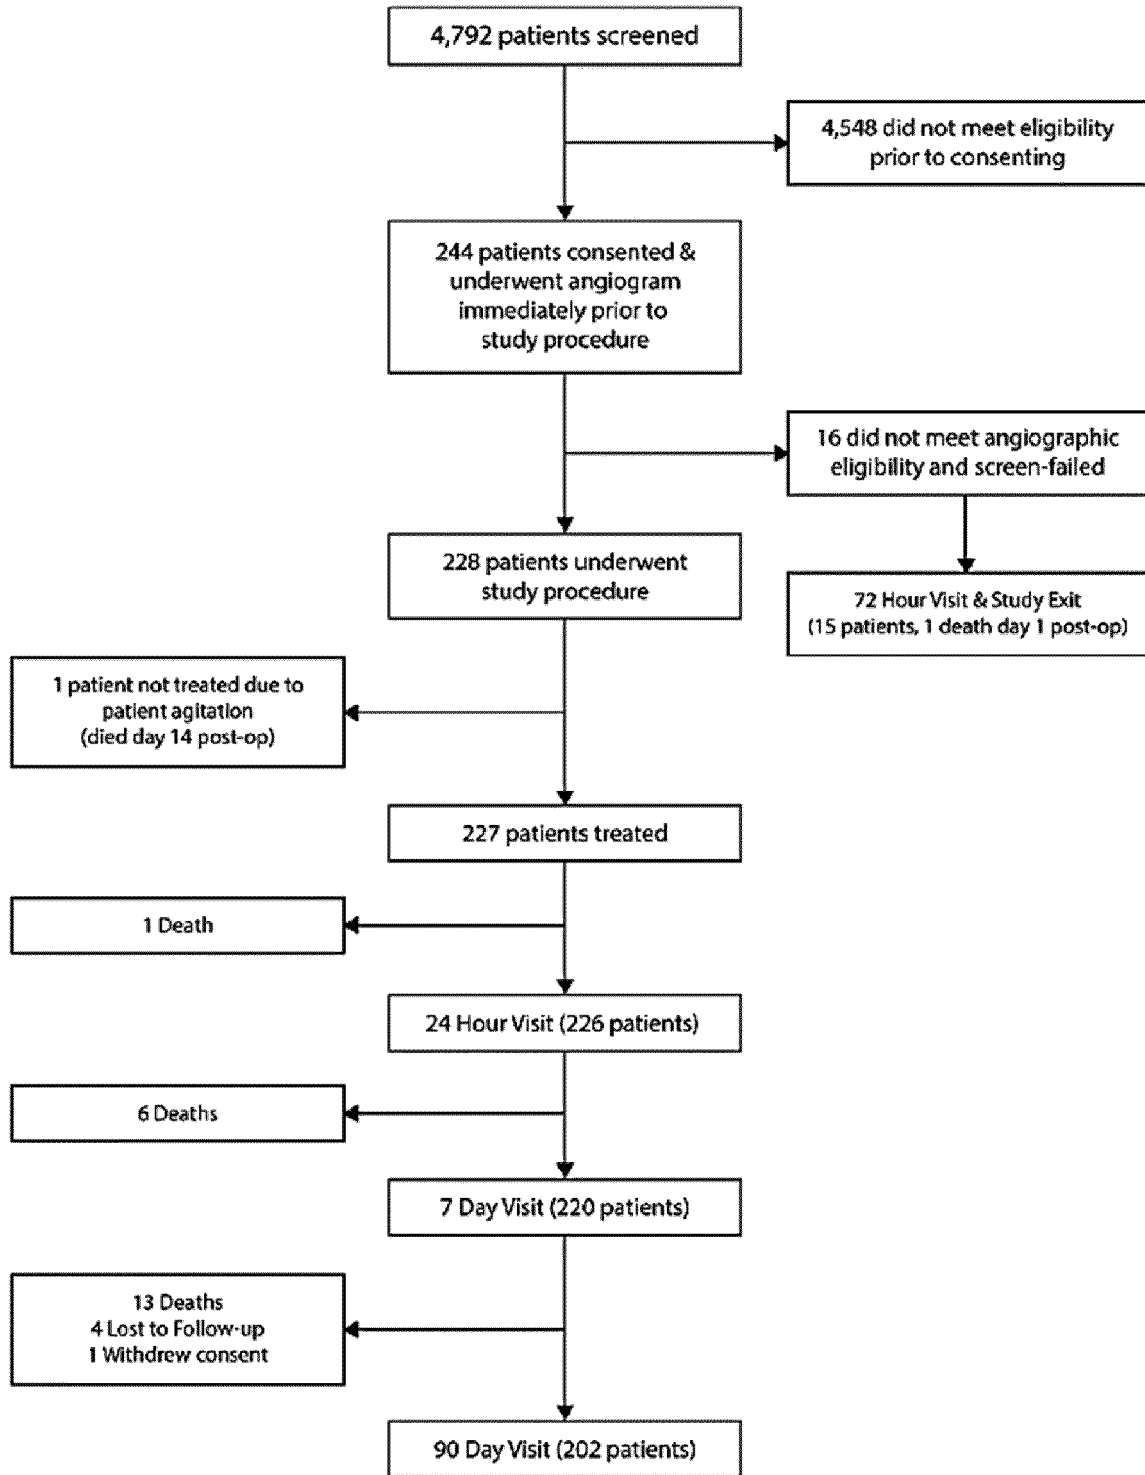 4,792 patients screened
4,548 did not meet eligibility
prior to consenting
244 patients consented &
underwent angiogram
immediately prior to
study procedure
16 did not meet angiographic
eligibility and screen-failed
228 patients underwent
study procedure
72 Hour Visit & Study Exit
(15 patients, 1 death day 1 post-op)
1 patient not treated due to
patient agitation
(died day 14 post-op)
227 patients treated
1 Death
24 Hour Visit (226 patients)
6 Deaths
7 Day Visit (220 patients)
13 Deaths
4 Lost to Follow-up
1 Withdrew consent
90 Day Visit (202 patients)